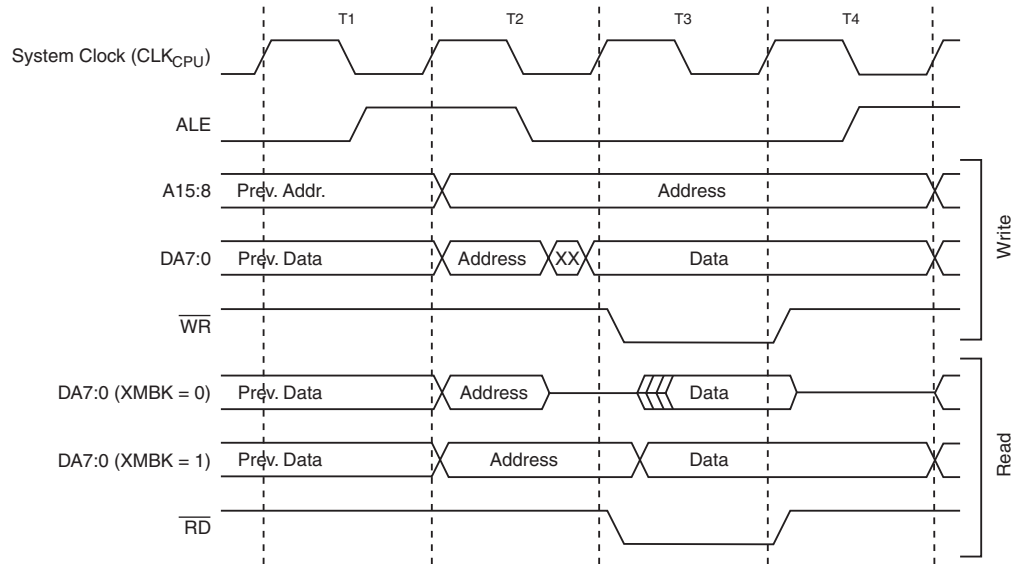 T1 T2 T3 T4
System Clock (CLKCPU)
ALE
A15:8 Prev. Addr. Address
DA7:0 Prev. Data Address XX Data
WR
Write
DA7:0 (XMBK = 0) Prev. Data Address Data
DA7:0 (XMBK = 1) Prev. Data Address Data
RD
Read